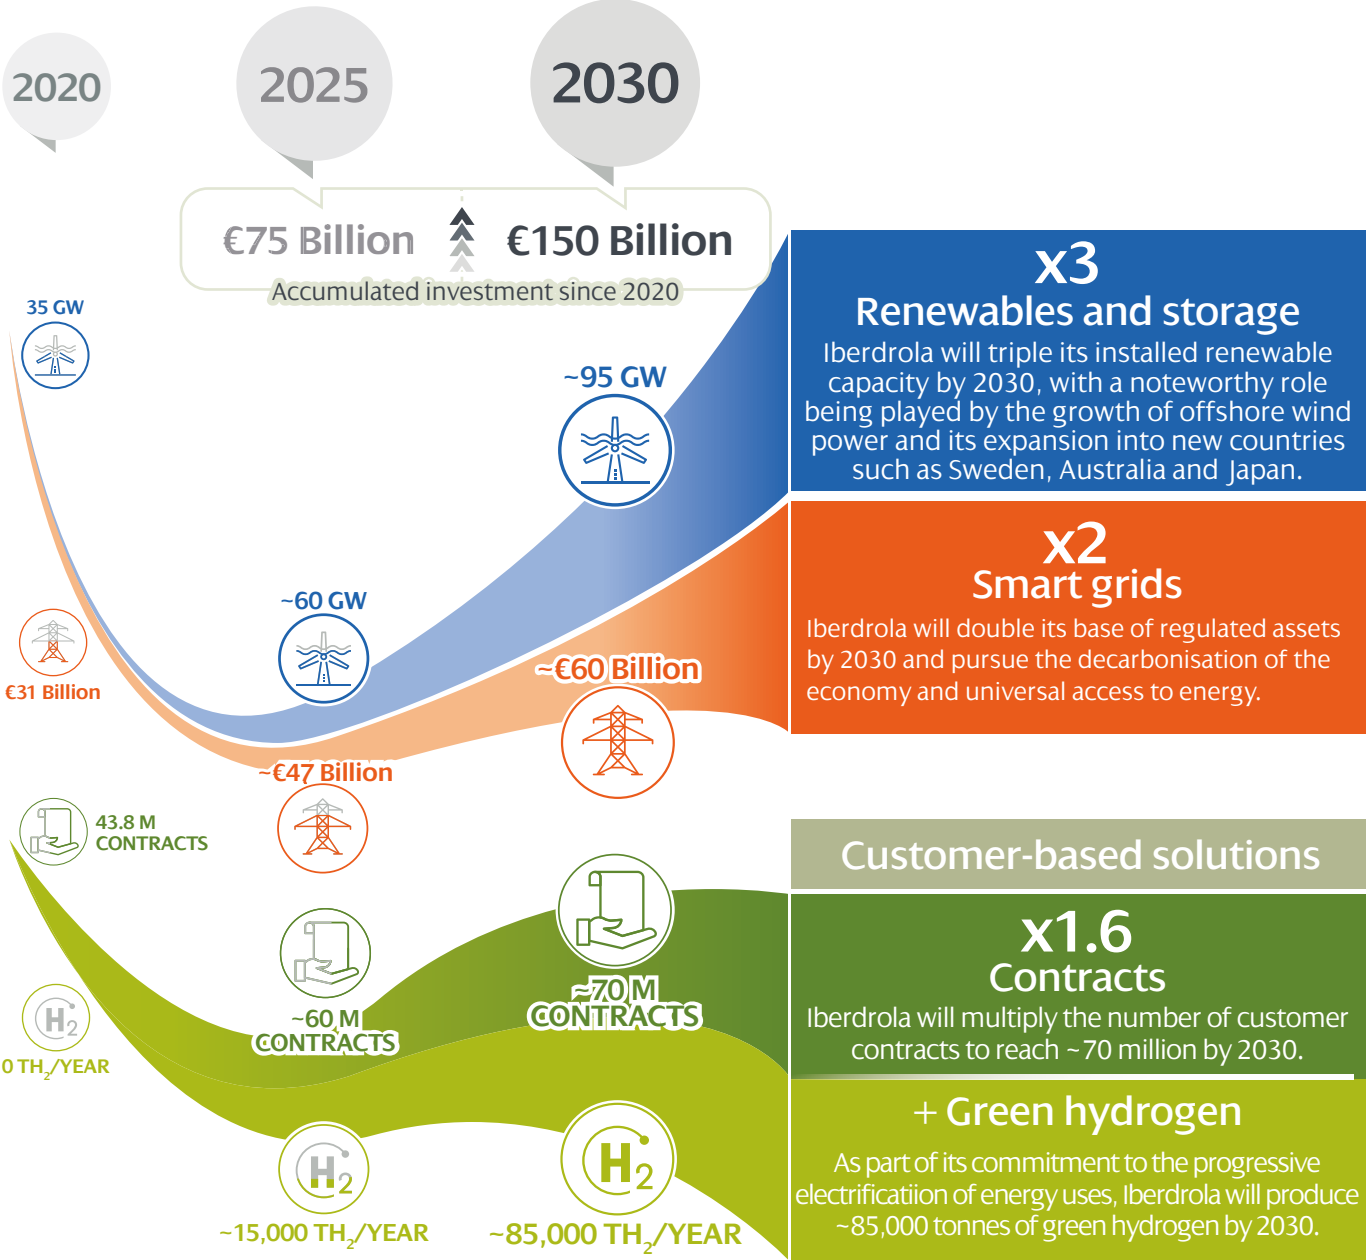 2020
2025
2030
€75 Billion
€150 Billion
Accumulated investment since 2020
35 GW
~60 GW
~95 GW
x3
Renewables and storage
Iberdrola will triple its installed renewable
capacity by 2030, with a noteworthy role
being played by the growth of offshore wind
power and its expansion into new countries
such as Sweden, Australia and Japan.
€31 Billion
~€47 Billion
~€60 Billion
x2
Smart grids
Iberdrola will double its base of regulated assets
by 2030 and pursue the decarbonisation of the
economy and universal access to energy.
43.8 M
CONTRACTS
~60 M
CONTRACTS
~70 M
CONTRACTS
Customer-based solutions
x1.6
Contracts
Iberdrola will multiply the number of customer
contracts to reach ~70 million by 2030.
H2
0 TH2/YEAR
H2
~15,000 TH2/YEAR
H2
~85,000 TH2/YEAR
+ Green hydrogen
As part of its commitment to the progressive
electrificatiion of energy uses, Iberdrola will produce
~85,000 tonnes of green hydrogen by 2030.